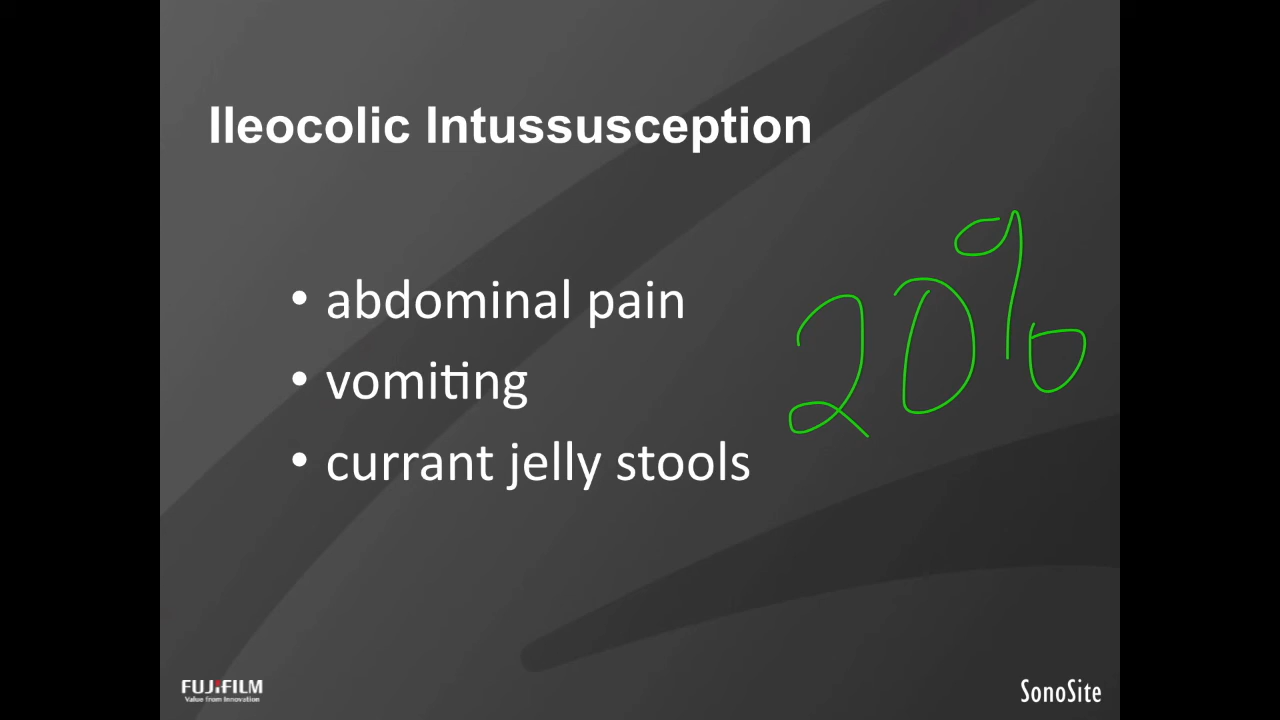 Ileocolic Intussusception
• abdominal pain
• vomiting
• currant jelly stools
20%
FUJIFILM
Value from Innovation
SonoSite